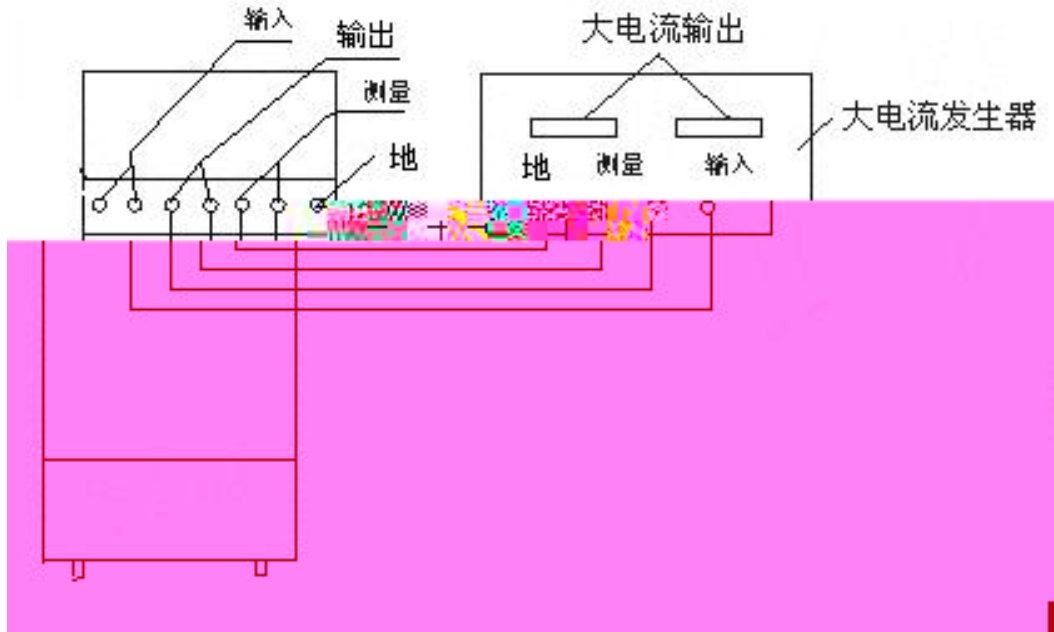 输入
输出
测量
地
大电流输出
大电流发生器
地 测量 输入